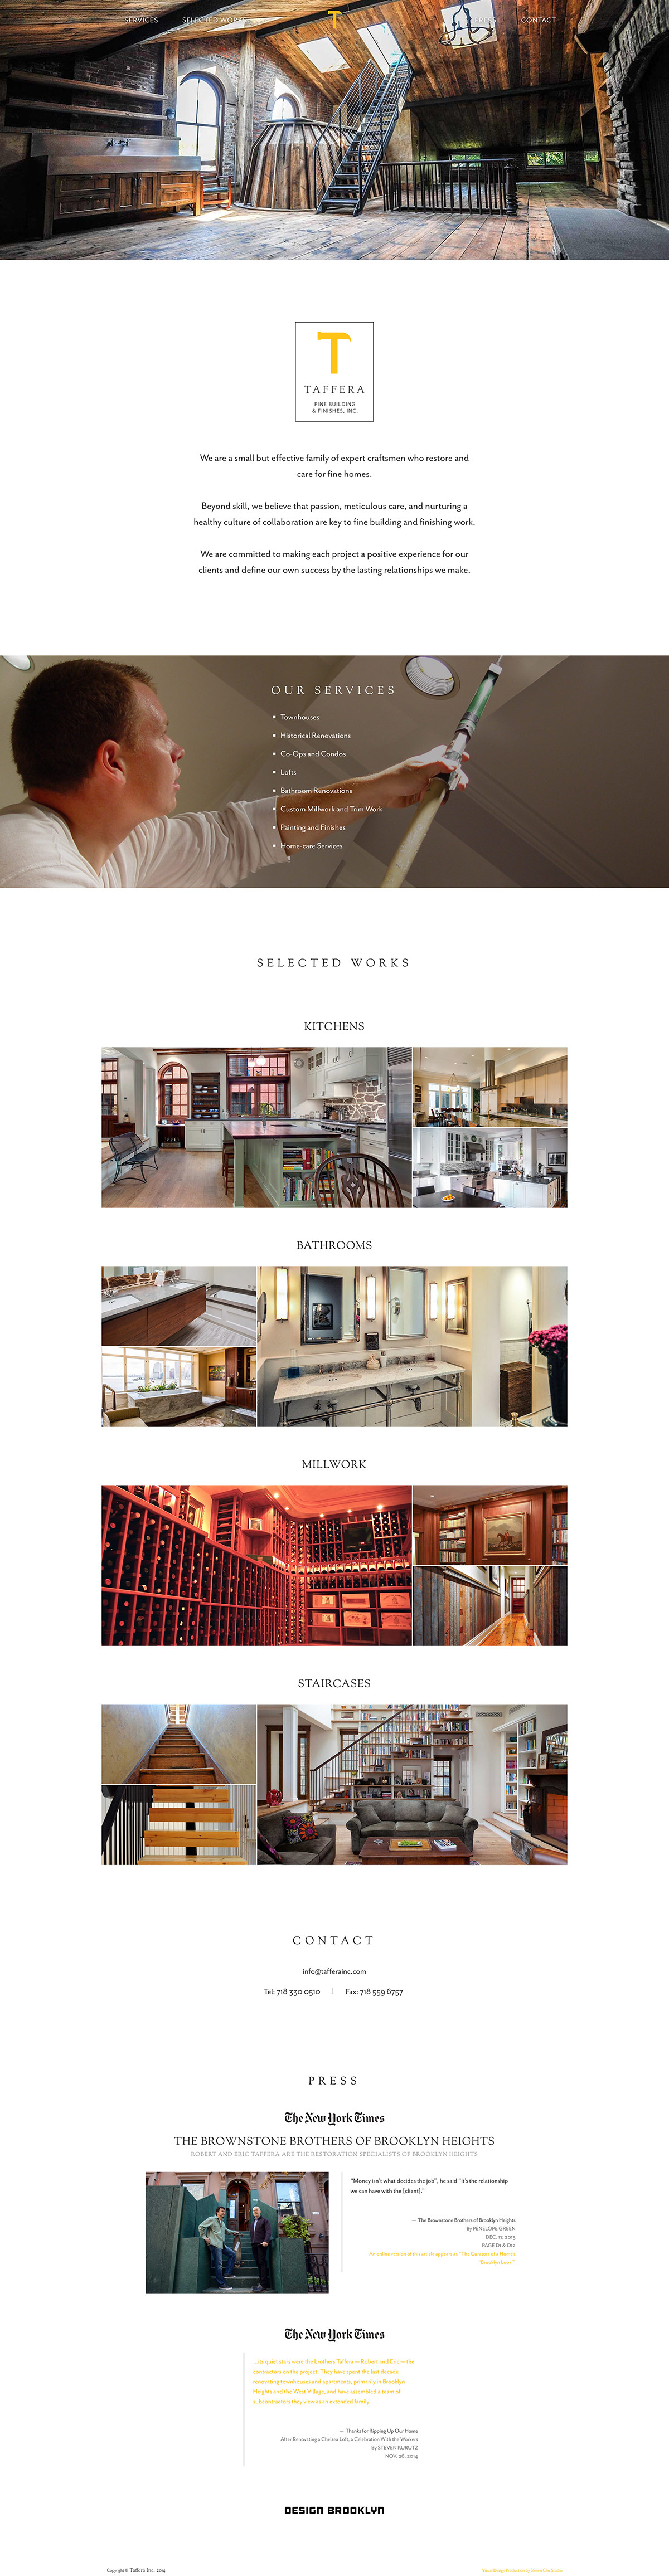 SERVICES
SELECTED WORKS
T
PRESS
CONTACT
T
TAFFERA
FINE BUILDING
& FINISHES, INC.
We are a small but effective family of expert craftsmen who restore and
care for fine homes.
Beyond skill, we believe that passion, meticulous care, and nurturing a
healthy culture of collaboration are key to fine building and finishing work.
We are committed to making each project a positive experience for our
clients and define our own success by the lasting relationships we make.
OUR SERVICES
Townhouses
Historical Renovations
Co-Ops and Condos
Lofts
Bathroom Renovations
Custom Millwork and Trim Work
Painting and Finishes
Home-care Services
SELECTED WORKS
KITCHENS
BATHROOMS
MILLWORK
STAIRCASES
CONTACT
info@tafferainc.com
Tel: 718 330 0510 | Fax: 718 559 6757
PRESS
The New York Times
THE BROWNSTONE BROTHERS OF BROOKLYN HEIGHTS
ROBERT AND ERIC TAFFERA ARE THE RESTORATION SPECIALISTS OF BROOKLYN HEIGHTS
“Money isn't what decides the job”, he said “It's the relationship
we can have with the [client].”
— The Brownstone Brothers of Brooklyn Heights
By PENELOPE GREEN
DEC. 17, 2015
PAGE D1 & D12
An online version of this article appears as "The Curators of a Home's
'Brooklyn Look'"
The New York Times
...its quiet stars were the brothers Taffera — Robert and Eric — the
contractors on the project. They have spent the last decade
renovating townhouses and apartments, primarily in Brooklyn
Heights and the West Village, and have assembled a team of
subcontractors they view as an extended family.
— Thanks for Ripping Up Our Home
After Renovating a Chelsea Loft, a Celebration With the Workers
By STEVEN KURUTZ
NOV. 26, 2014
DESIGN BROOKLYN
Copyright © Taffera Inc. 2014